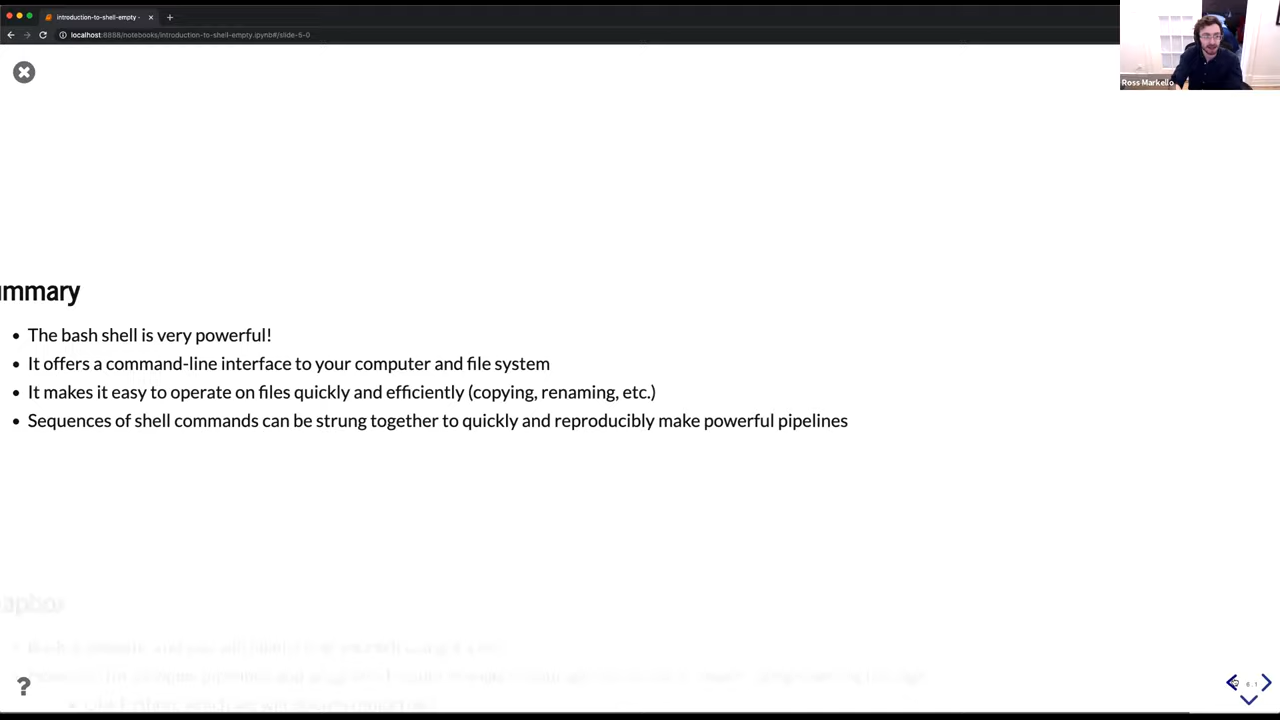 introduction-to-shell-empty -
localhost:8888/notebooks/introduction-to-shell-empty.ipynb#/slide-5-0
Ross Markello
ummary
The bash shell is very powerful!
It offers a command-line interface to your computer and file system
It makes it easy to operate on files quickly and efficiently (copying, renaming, etc.)
Sequences of shell commands can be strung together to quickly and reproducibly make powerful pipelines
apbox
?